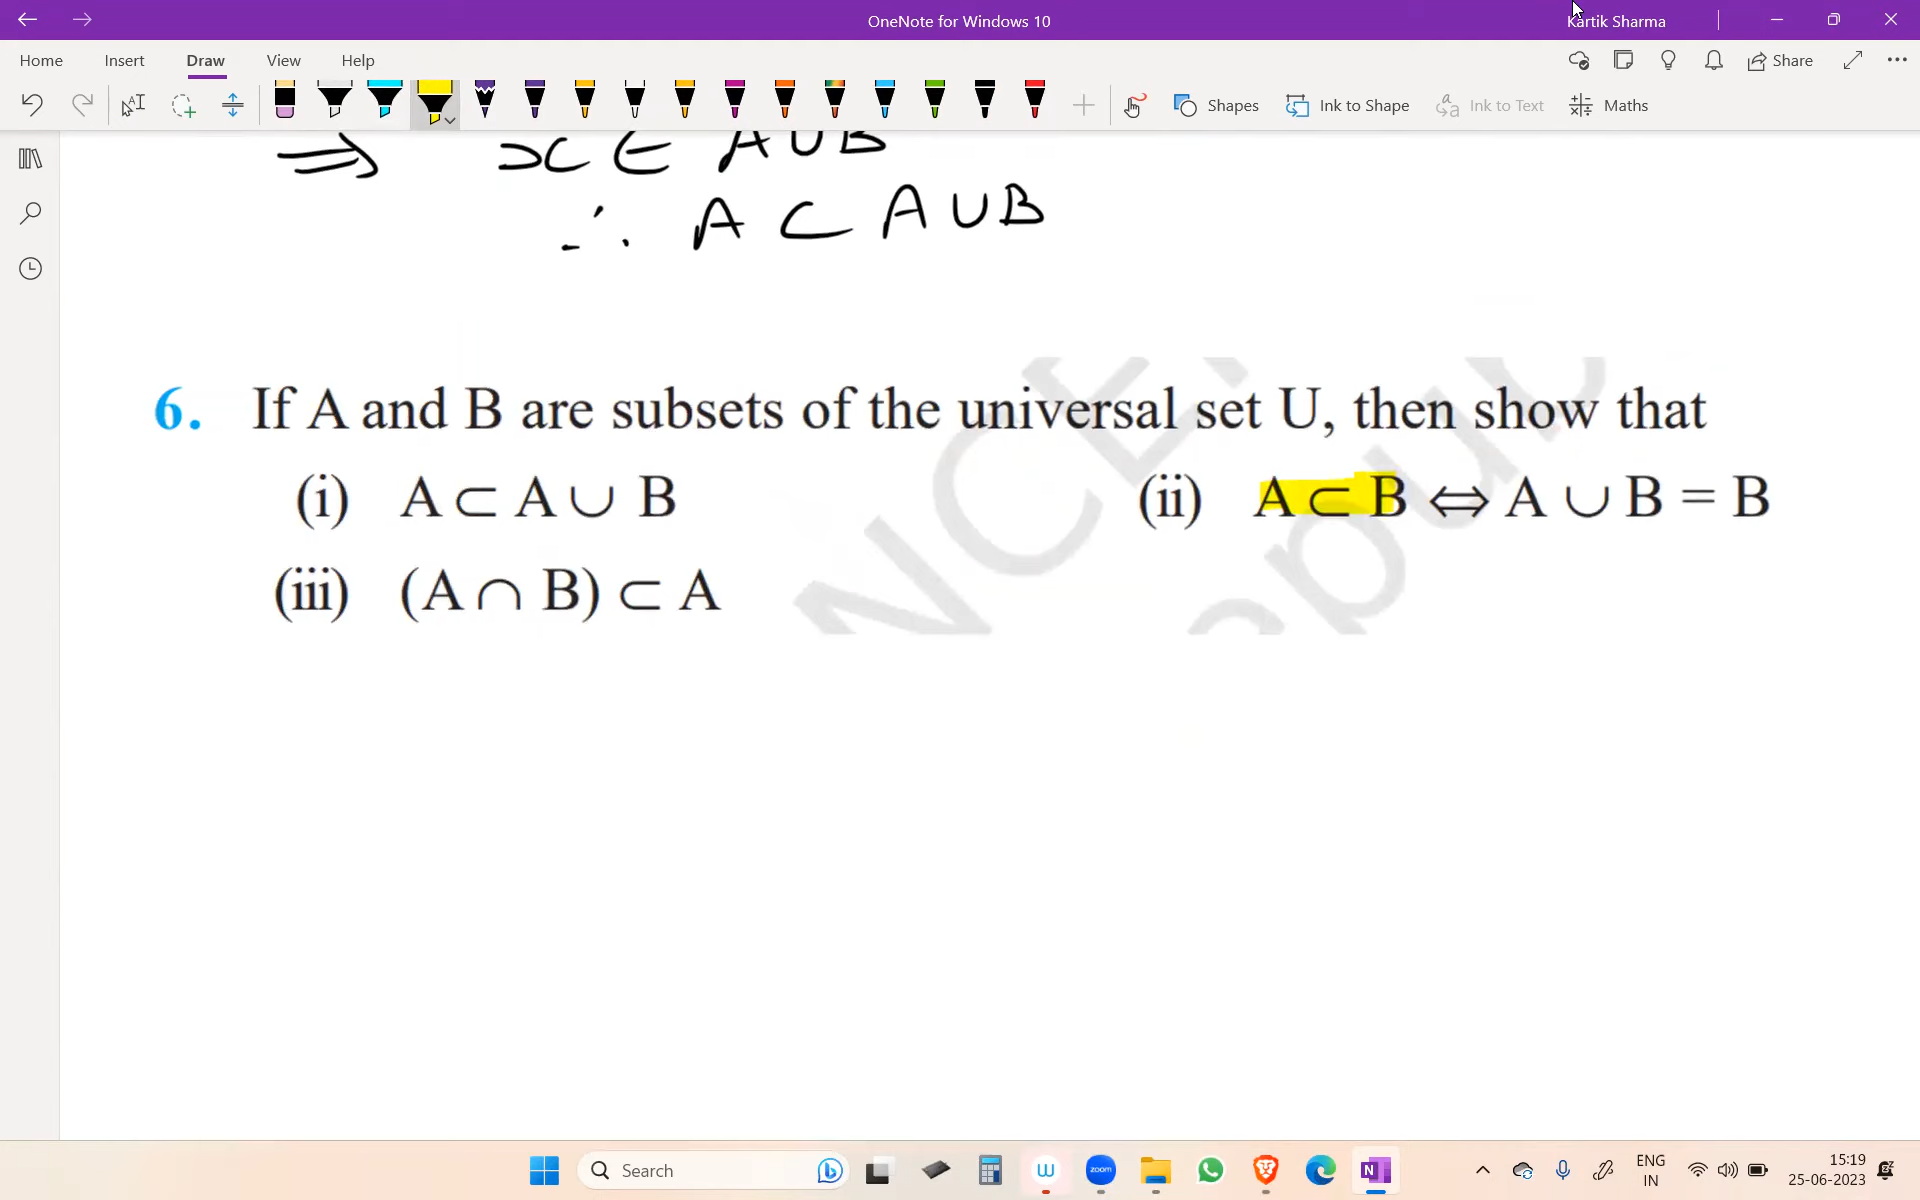 OneNote for Windows 10
Kartik Sharma
Home Insert Draw View Help
Share
Shapes Ink to Shape Ink to Text Maths
⇒ x ∈ A ∪ B
∴ A ⊂ A ∪ B
6. If A and B are subsets of the universal set U, then show that
(i) A ⊂ A ∪ B (ii) A ⊂ B ⇔ A ∪ B = B
(iii) (A ∩ B) ⊂ A
Search
zoom
ENG
IN
15:19
25-06-2023